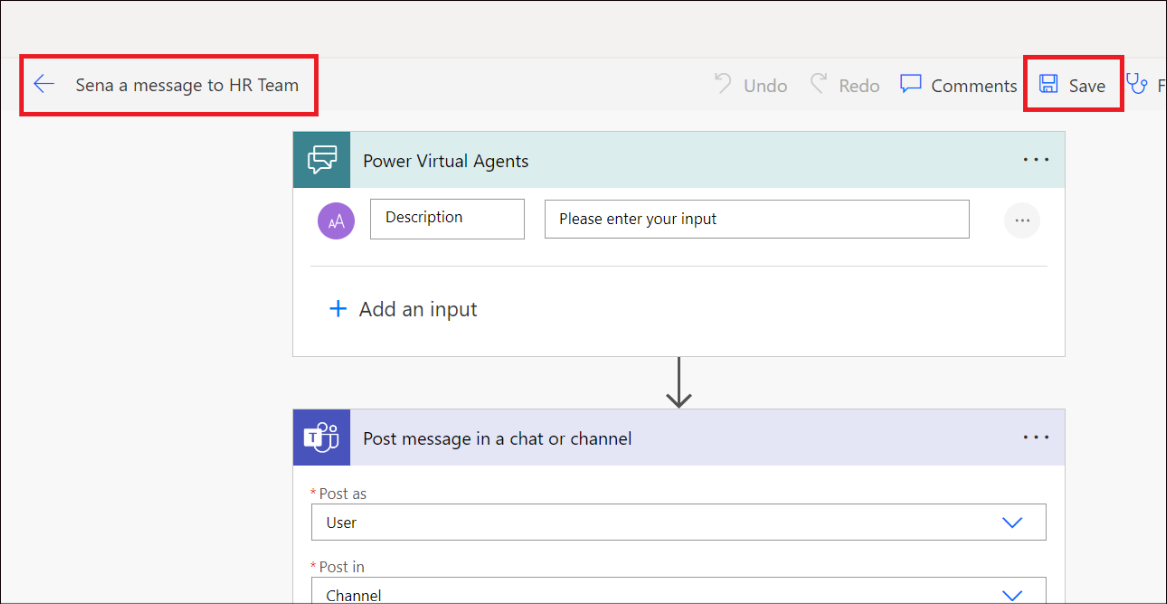 Sena a message to HR Team
Undo Redo Comments Save F
Power Virtual Agents
AA Description Please enter your input
Add an input
T Post message in a chat or channel
* Post as
User
* Post in
Channel